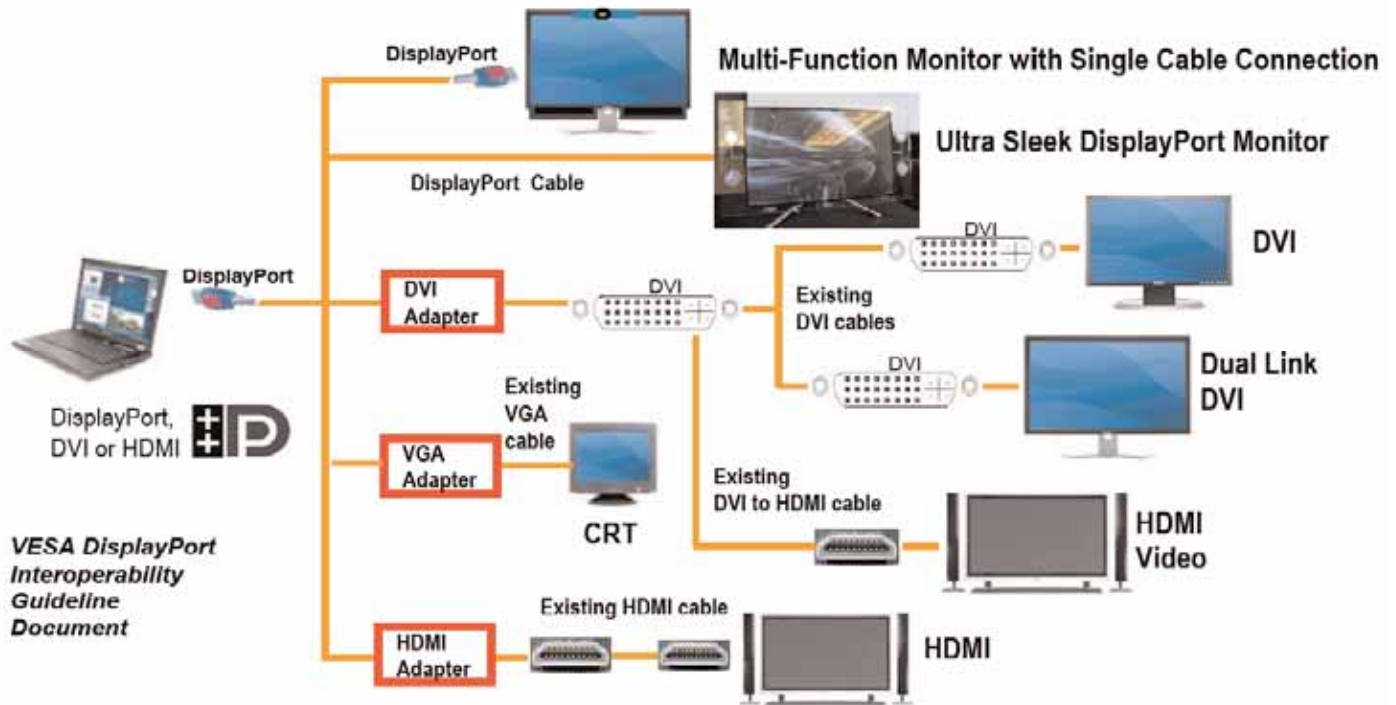 DisplayPort
Multi-Function Monitor with Single Cable Connection
Ultra Sleek DisplayPort Monitor
DisplayPort Cable
DVI
DVI
DisplayPort
DVI
Adapter
DVI
Existing
DVI cables
DVI
Dual Link
DVI
DisplayPort,
DVI or HDMI
Existing
VGA
cable
VGA
Adapter
CRT
Existing
DVI to HDMI cable
HDMI
Video
VESA DisplayPort
Interoperability
Guideline
Document
Existing HDMI cable
HDMI
Adapter
HDMI